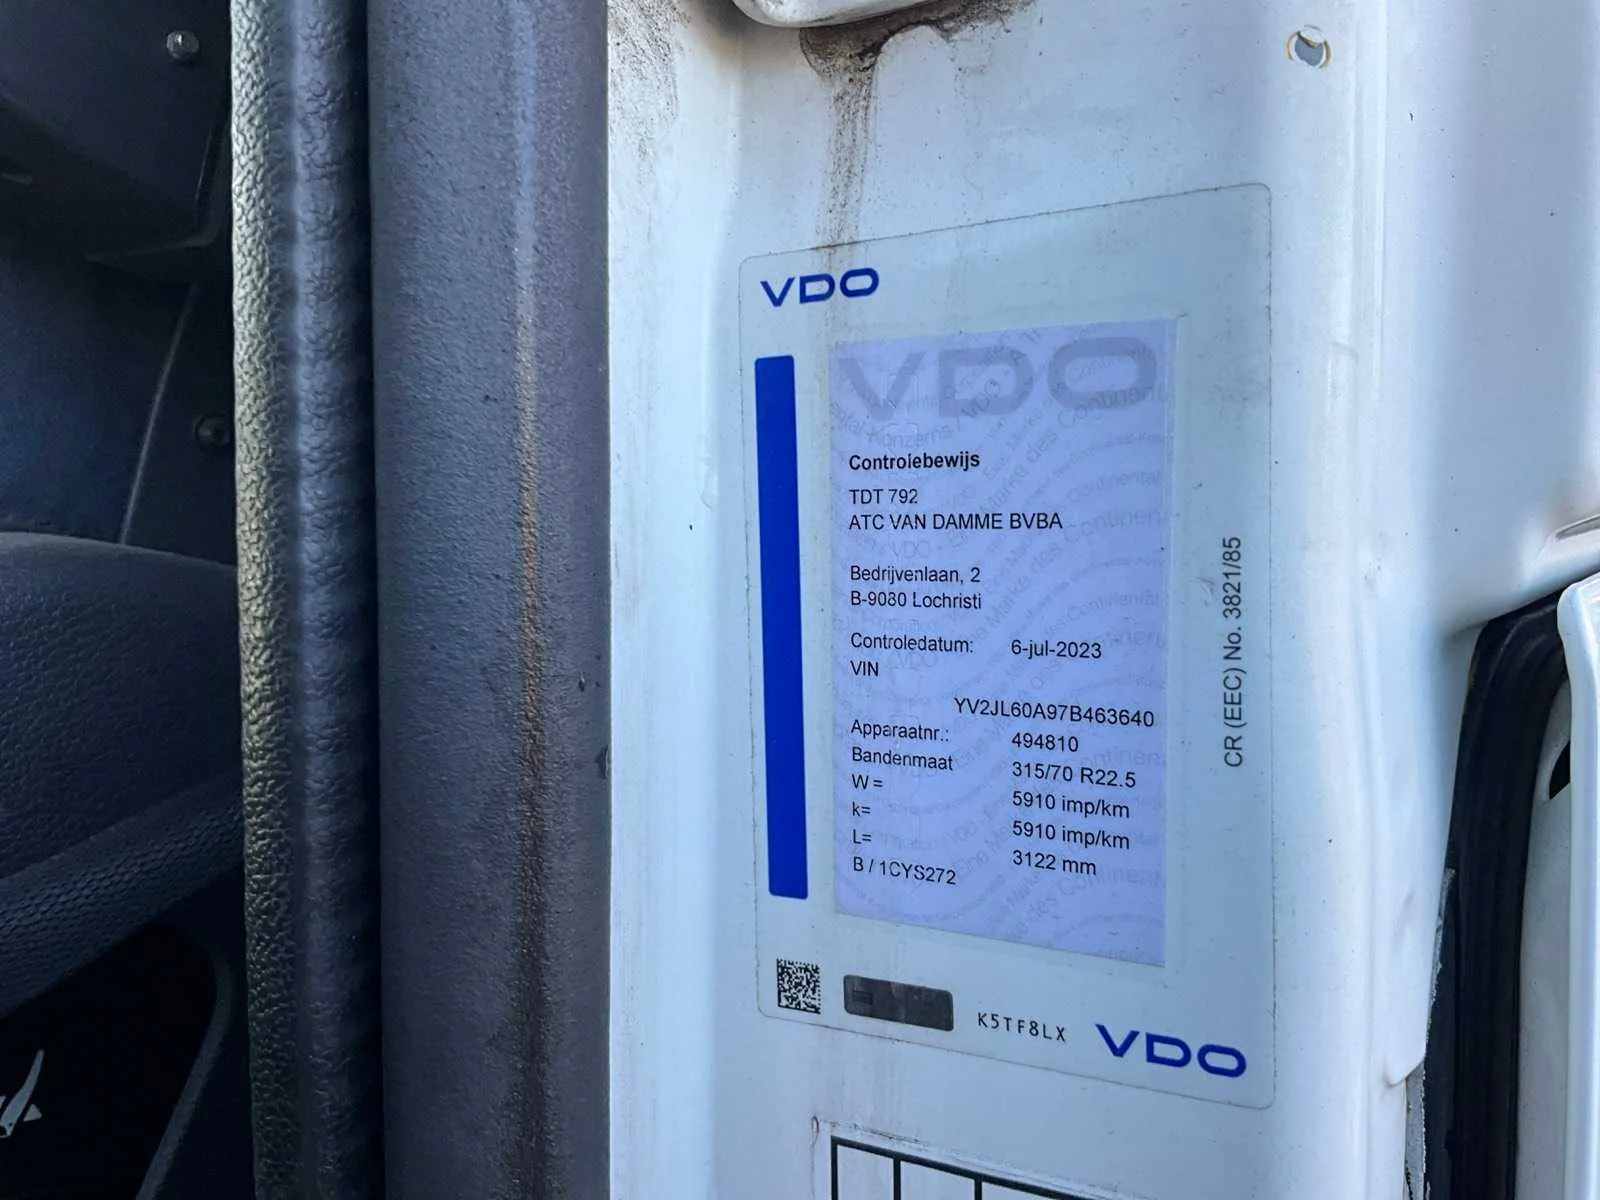 VDO
VDO
Controlebewijs
TDT 792
ATC VAN DAMME BVBA
Bedrijvenlaan, 2
B-9080 Lochristi
Controledatum: 6-jul-2023
VIN
YV2JL60A97B463640
Apparaatnr.: 494810
Bandenmaat 315/70 R22.5
W = 5910 imp/km
k= 5910 imp/km
L= 3122 mm
B / 1CYS272
CR (EEC) No. 3821/85
K5TF8LX
VDO